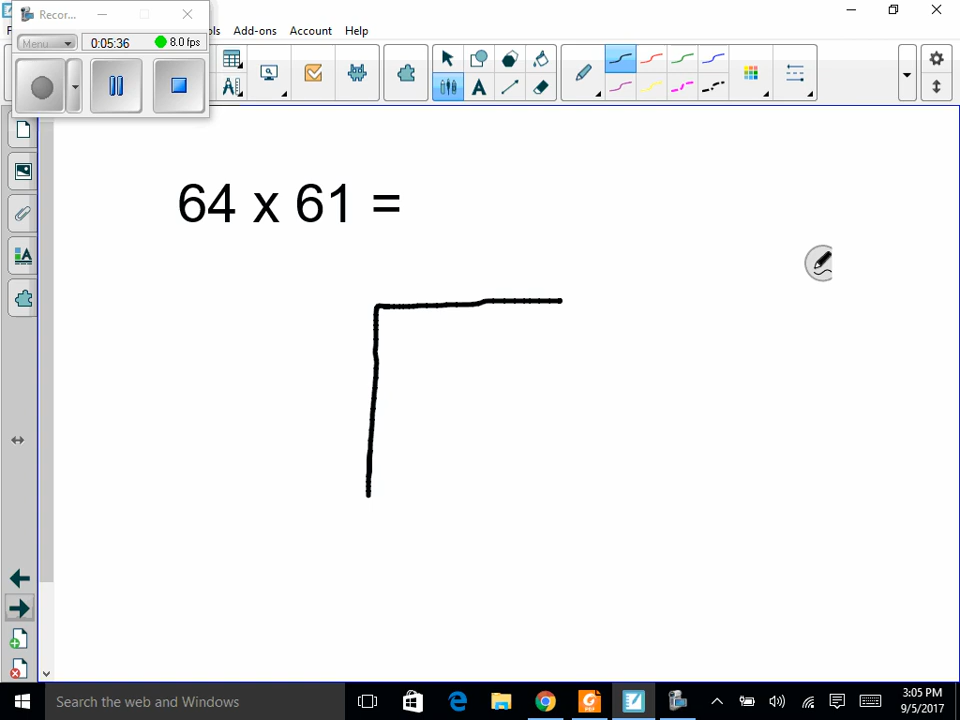 Recor...
Menu
0:05:36
8.0 fps
ols Add-ons Account Help
64 x 61 =
Search the web and Windows
3:05 PM
9/5/2017